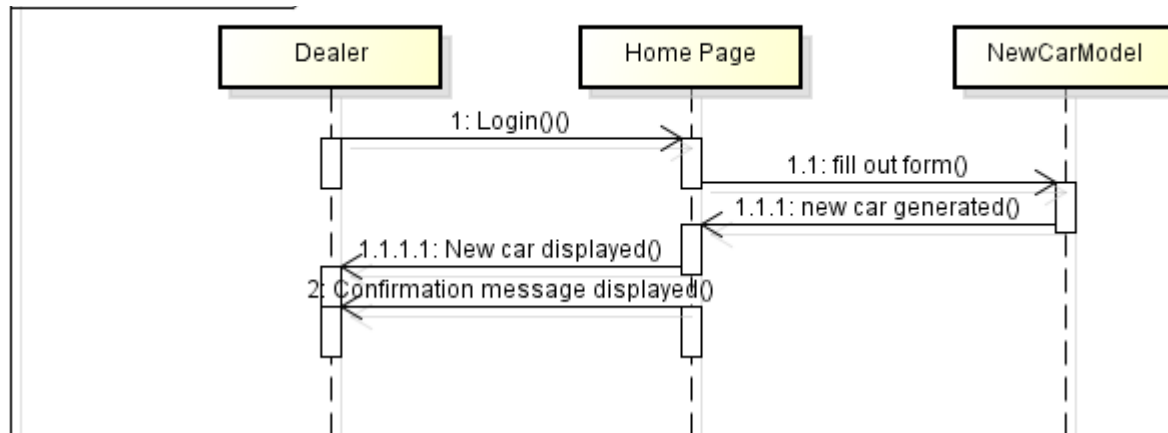 Dealer
Home Page
NewCarModel
1: Login()()
1.1: fill out form()
1.1.1: new car generated()
1.1.1.1: New car displayed()
2: Confirmation message displayed()